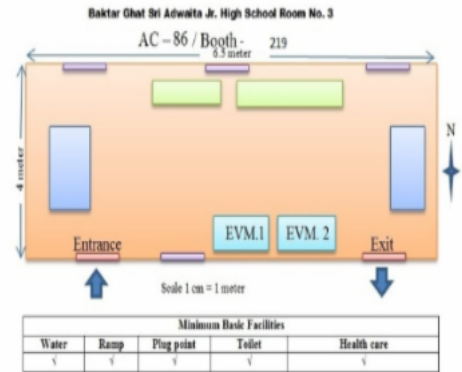 Baktar Ghat Sri Adwaita Jr. High School Room No. 3
AC – 86 / Booth - 219
6.5 meter
4 meter
N
EVM.1 EVM. 2
Entrance Exit
Scale 1 cm = 1 meter
Minimum Basic Facilities
Water Ramp Plug point Toilet Health care
√ √ √ √ √